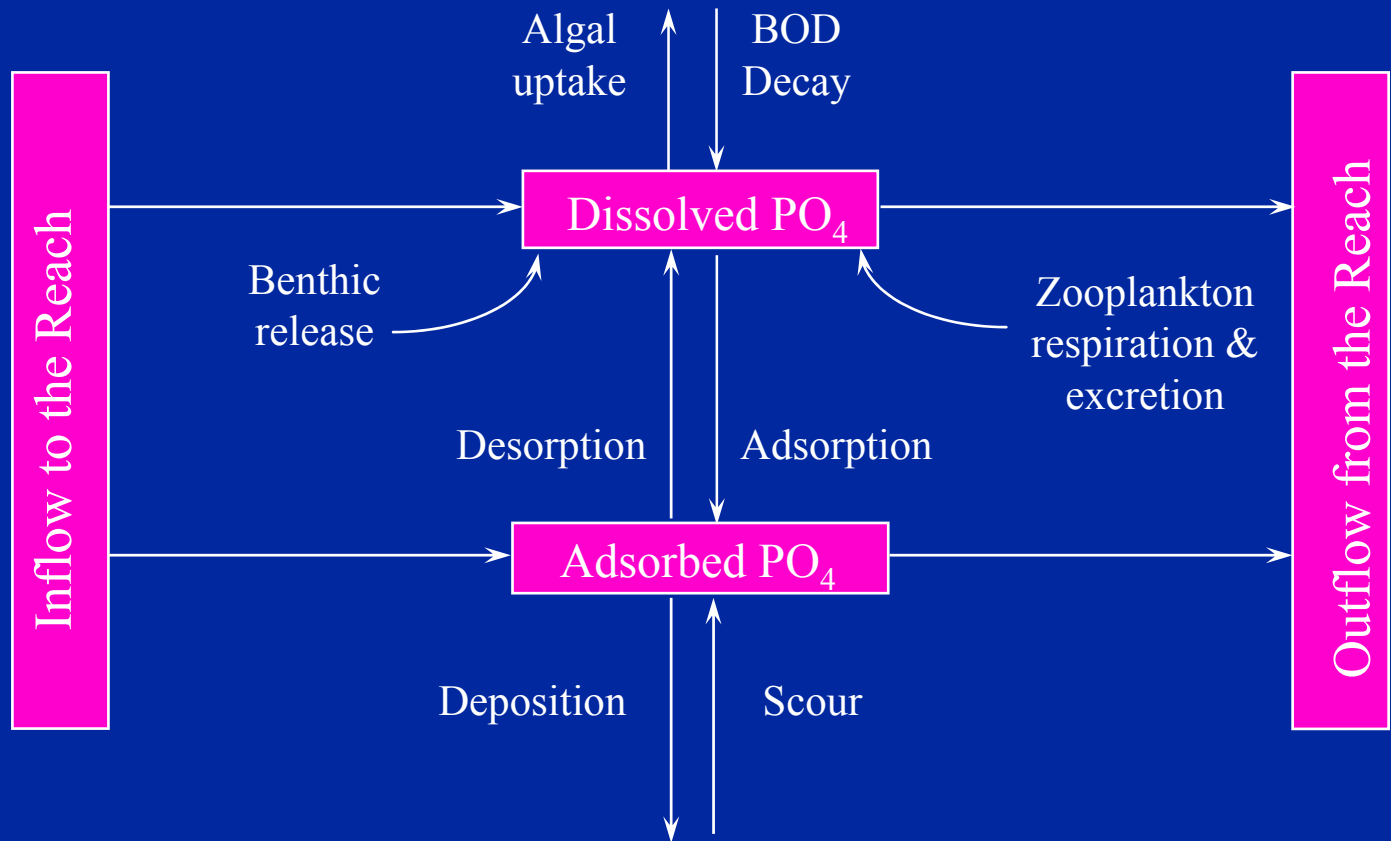 Algal
uptake
BOD
Decay
Inflow to the Reach
Dissolved PO₄
Outflow from the Reach
Benthic
release
Zooplankton
respiration &
excretion
Desorption
Adsorption
Adsorbed PO₄
Deposition
Scour